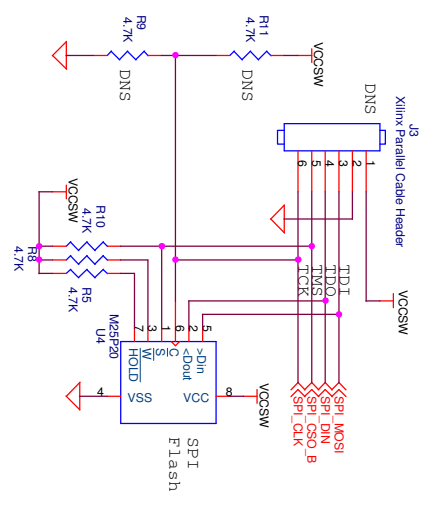 R9
4.7K
DNS
R11
4.7K
DNS
VCCSW
DNS
J3
Xilinx Parallel Cable Header
6
5
4
3
2
1
TCK
TMS
TDO
TDI
VCCSW
VCCSW
R10
4.7K
R8
4.7K
R5
4.7K
SPI_MOSI
SPI_DIN
SPI_CSO_B
SPI_CLK
M25P20
U4
7
3
1
6
2
5
HOLD
W
S
C
<Dout
>Din
4
VSS
VCC
8
VCCSW
SPI
Flash